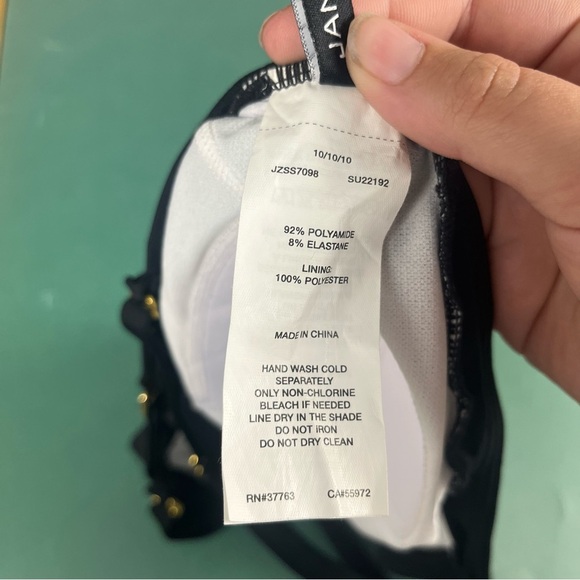 JAN
10/10/10
JZSS7098 SU22192
92% POLYAMIDE
8% ELASTANE
LINING:
100% POLYESTER
MADE IN CHINA
HAND WASH COLD
SEPARATELY
ONLY NON-CHLORINE
BLEACH IF NEEDED
LINE DRY IN THE SHADE
DO NOT IRON
DO NOT DRY CLEAN
RN#37763 CA#55972